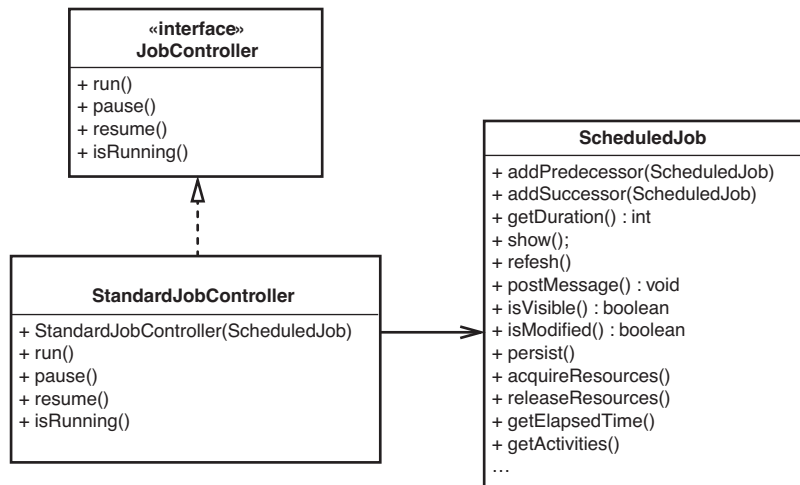 «interface»
JobController
+ run()
+ pause()
+ resume()
+ isRunning()
StandardJobController
+ StandardJobController(ScheduledJob)
+ run()
+ pause()
+ resume()
+ isRunning()
ScheduledJob
+ addPredecessor(ScheduledJob)
+ addSuccessor(ScheduledJob)
+ getDuration() : int
+ show();
+ refesh()
+ postMessage() : void
+ isVisible() : boolean
+ isModified() : boolean
+ persist()
+ acquireResources()
+ releaseResources()
+ getElapsedTime()
+ getActivities()
...